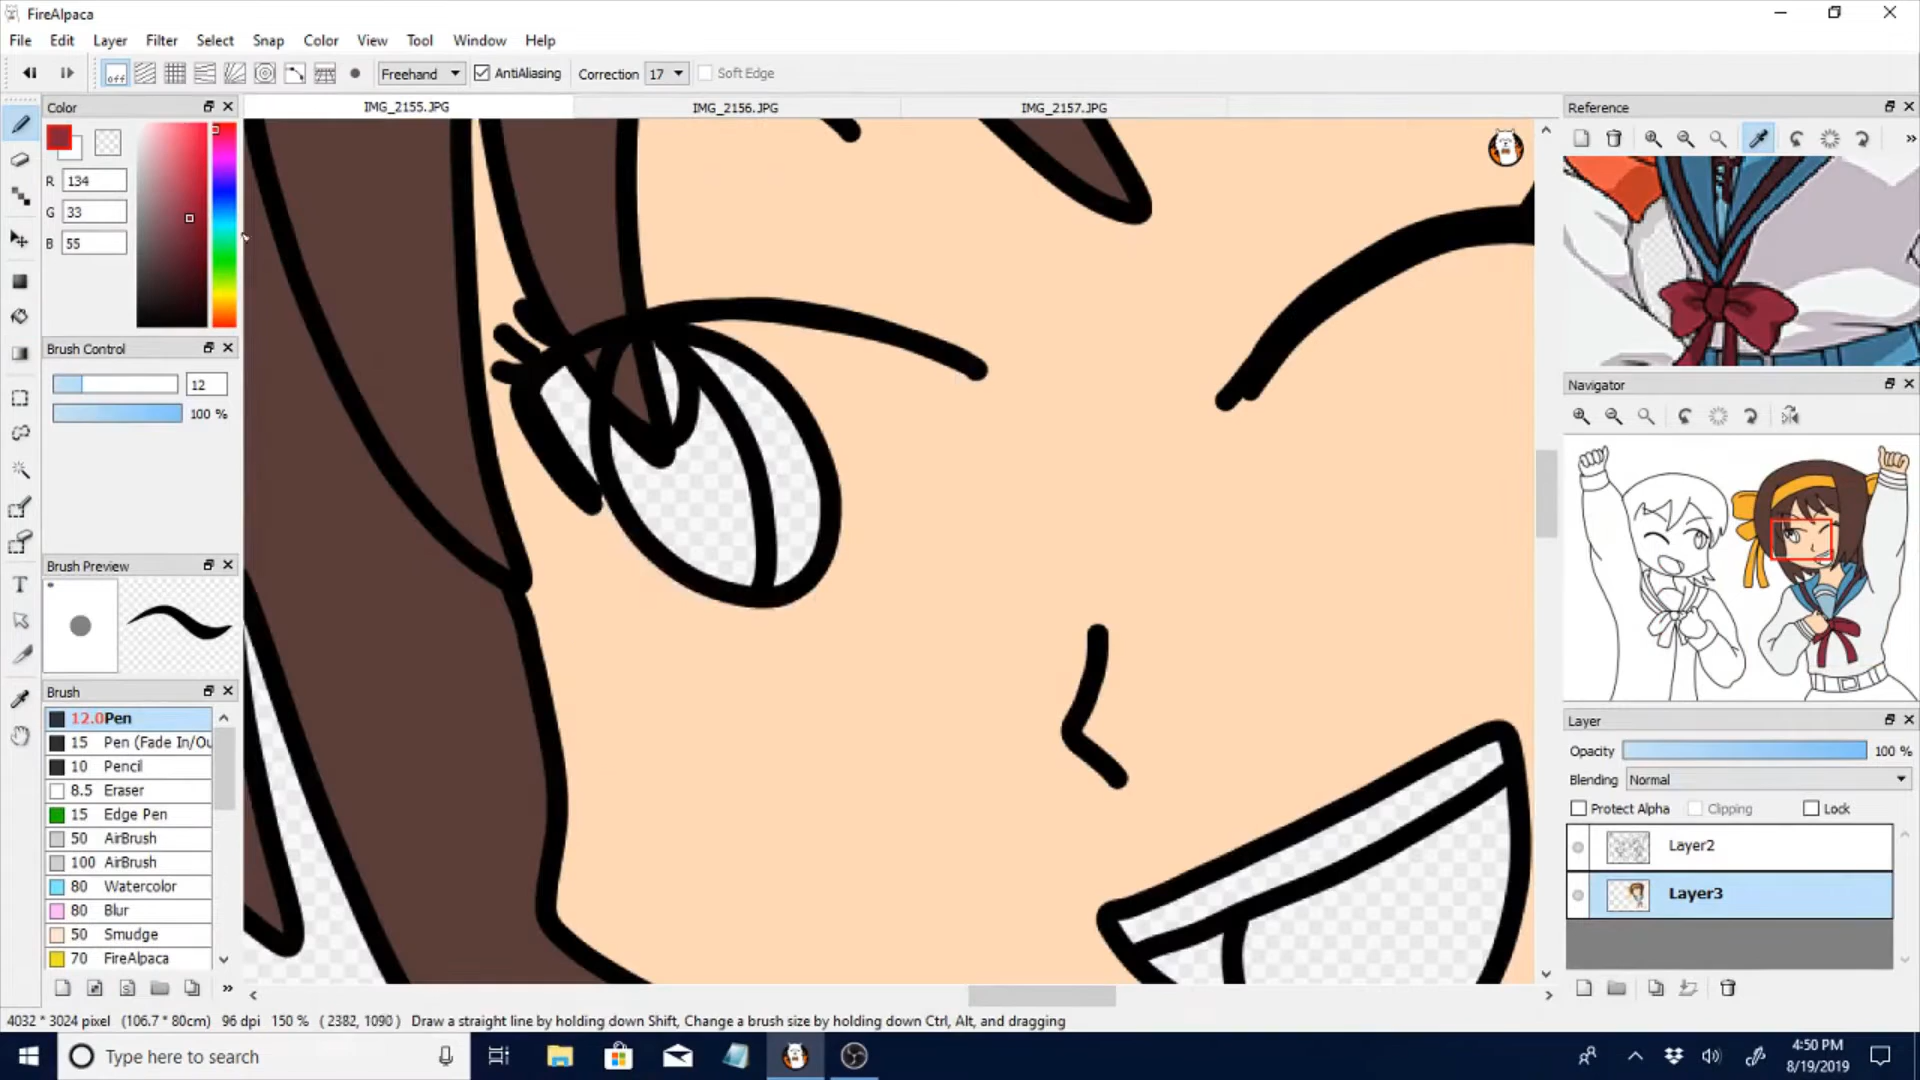 FireAlpaca
File Edit Layer Filter Select Snap Color View Tool Window Help
off Freehand AntiAliasing Correction 17 Soft Edge
Color
IMG_2155.JPG IMG_2156.JPG IMG_2157.JPG
Reference
R 134
G 33
B 55
Brush Control
12
100 %
Navigator
Brush Preview
Brush
12.0Pen
15 Pen (Fade In/Ou
10 Pencil
8.5 Eraser
15 Edge Pen
50 AirBrush
100 AirBrush
80 Watercolor
80 Blur
50 Smudge
70 FireAlpaca
Layer
Opacity 100 %
Blending Normal
Protect Alpha Clipping Lock
Layer2
Layer3
4032 * 3024 pixel (106.7 * 80cm) 96 dpi 150 % ( 2382, 1090 ) Draw a straight line by holding down Shift, Change a brush size by holding down Ctrl, Alt, and dragging
Type here to search
4:50 PM
8/19/2019